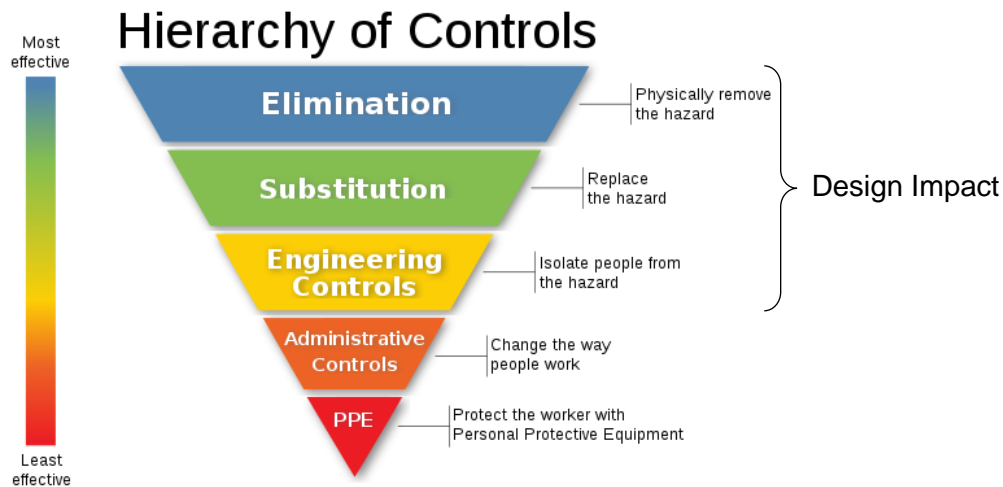 Hierarchy of Controls
Most
effective
Elimination
Physically remove
the hazard
Substitution
Replace
the hazard
Design Impact
Engineering
Controls
Isolate people from
the hazard
Administrative
Controls
Change the way
people work
PPE
Protect the worker with
Personal Protective Equipment
Least
effective